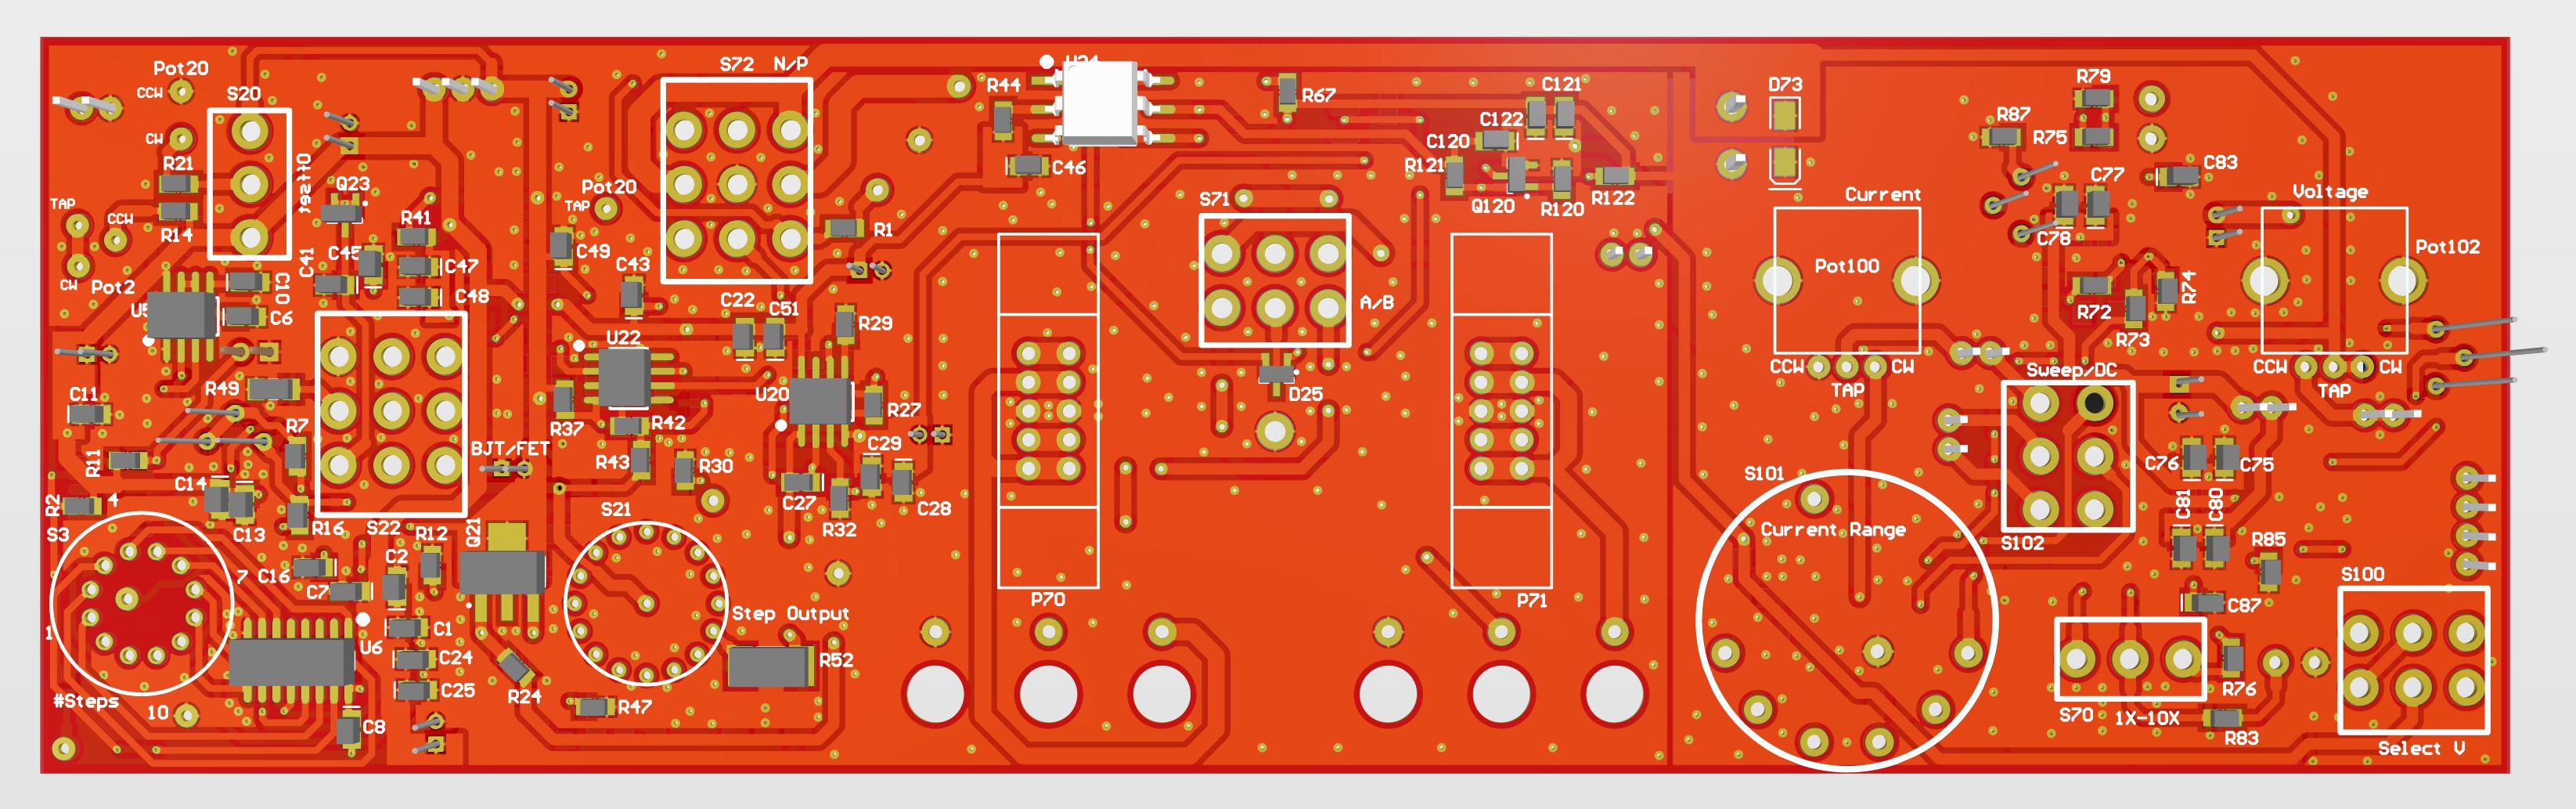 Pot20
CCW
S20
CW
R21
Offset
Q23
TAP
R14
CCW
R41
CW
Pot2
C41
C45
C47
C10
C48
C6
C11
R49
R7
R11
BJT/FET
C14
R2
4
C13
R16
S22
S3
7
C16
C2
R12
Q21
C7
1
U6
C1
C24
C25
#Steps
10
C8
R24
R47
S72 N/P
Pot20
TAP
C49
C43
R1
C22
C51
R29
U22
U20
R27
R37
R42
R43
R30
C29
C27
R32
C28
S21
Step Output
R52
R44
U24
C46
R67
S71
A/B
D25
P70
C121
C122
C120
R121
Q120
R120
R122
P71
D73
Current
Pot100
CCW
TAP
CW
S101
Current Range
R79
R87
R75
C83
C77
C78
Voltage
Pot102
R72
R73
R74
CCW
TAP
CW
Sweep/DC
S102
C76
C75
C81
C80
R85
C87
S100
S70
1X-10X
R76
R83
Select V